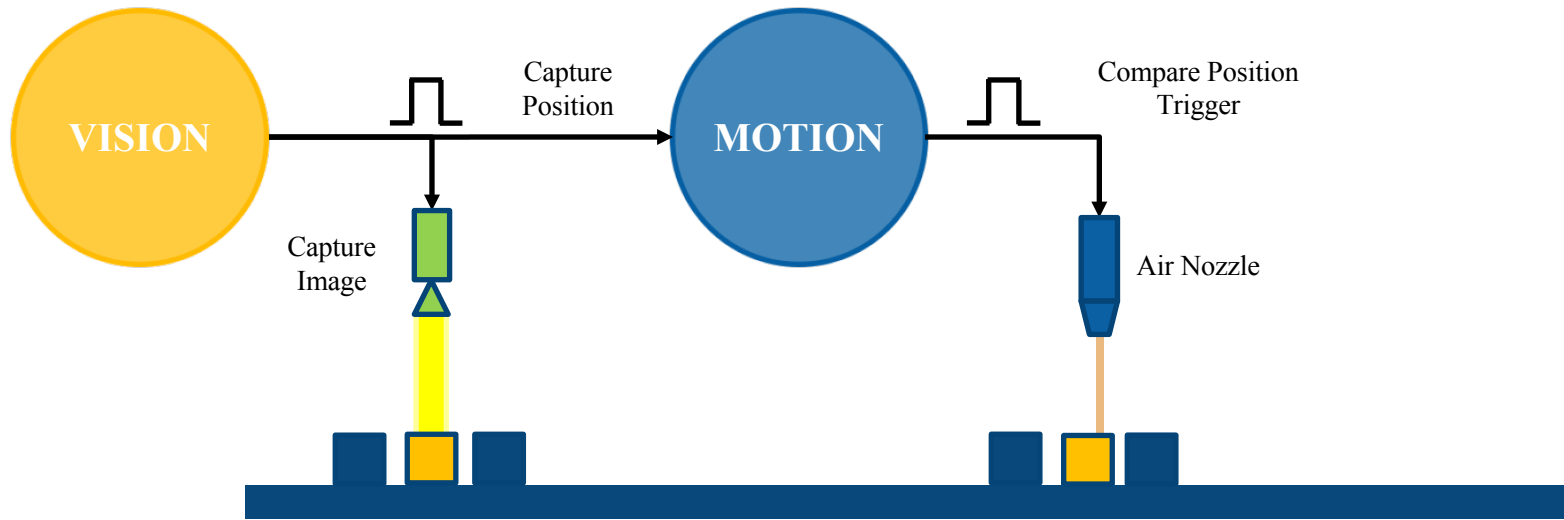 VISION
Capture
Position
MOTION
Compare Position
Trigger
Capture
Image
Air Nozzle